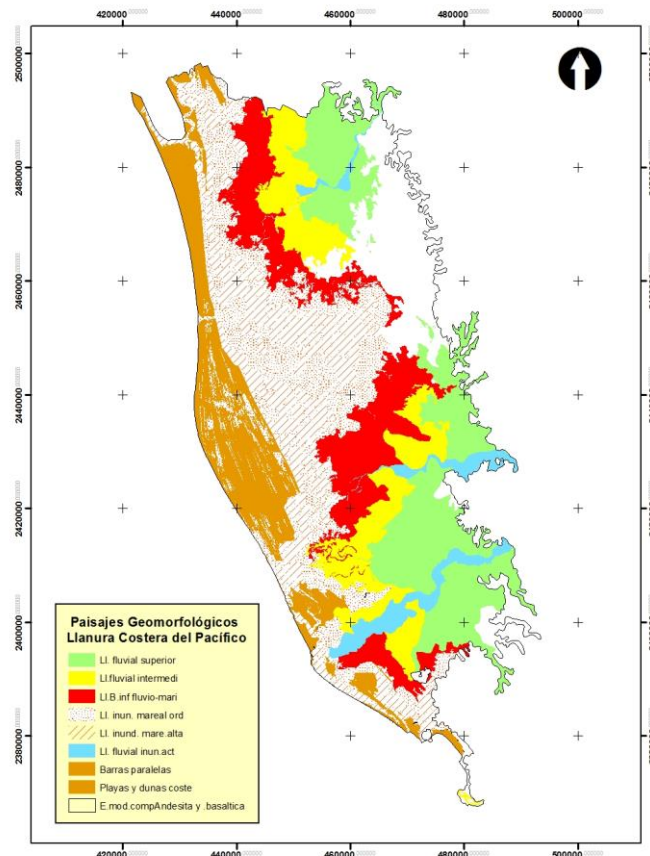 420000 440000 460000 480000 500000
2500000
2480000
2460000
2440000
2420000
2400000
2380000
Paisajes Geomorfológicos
Llanura Costera del Pacífico
Ll. fluvial superior
Ll.fluvial intermedi
Ll.B.inf fluvio-mari
Ll. inun. mareal ord
Ll. inund. mare.alta
Ll. fluvial inun.act
Barras paralelas
Playas y dunas coste
E.mod.compAndesita y .basaltica
420000 440000 460000 480000 500000